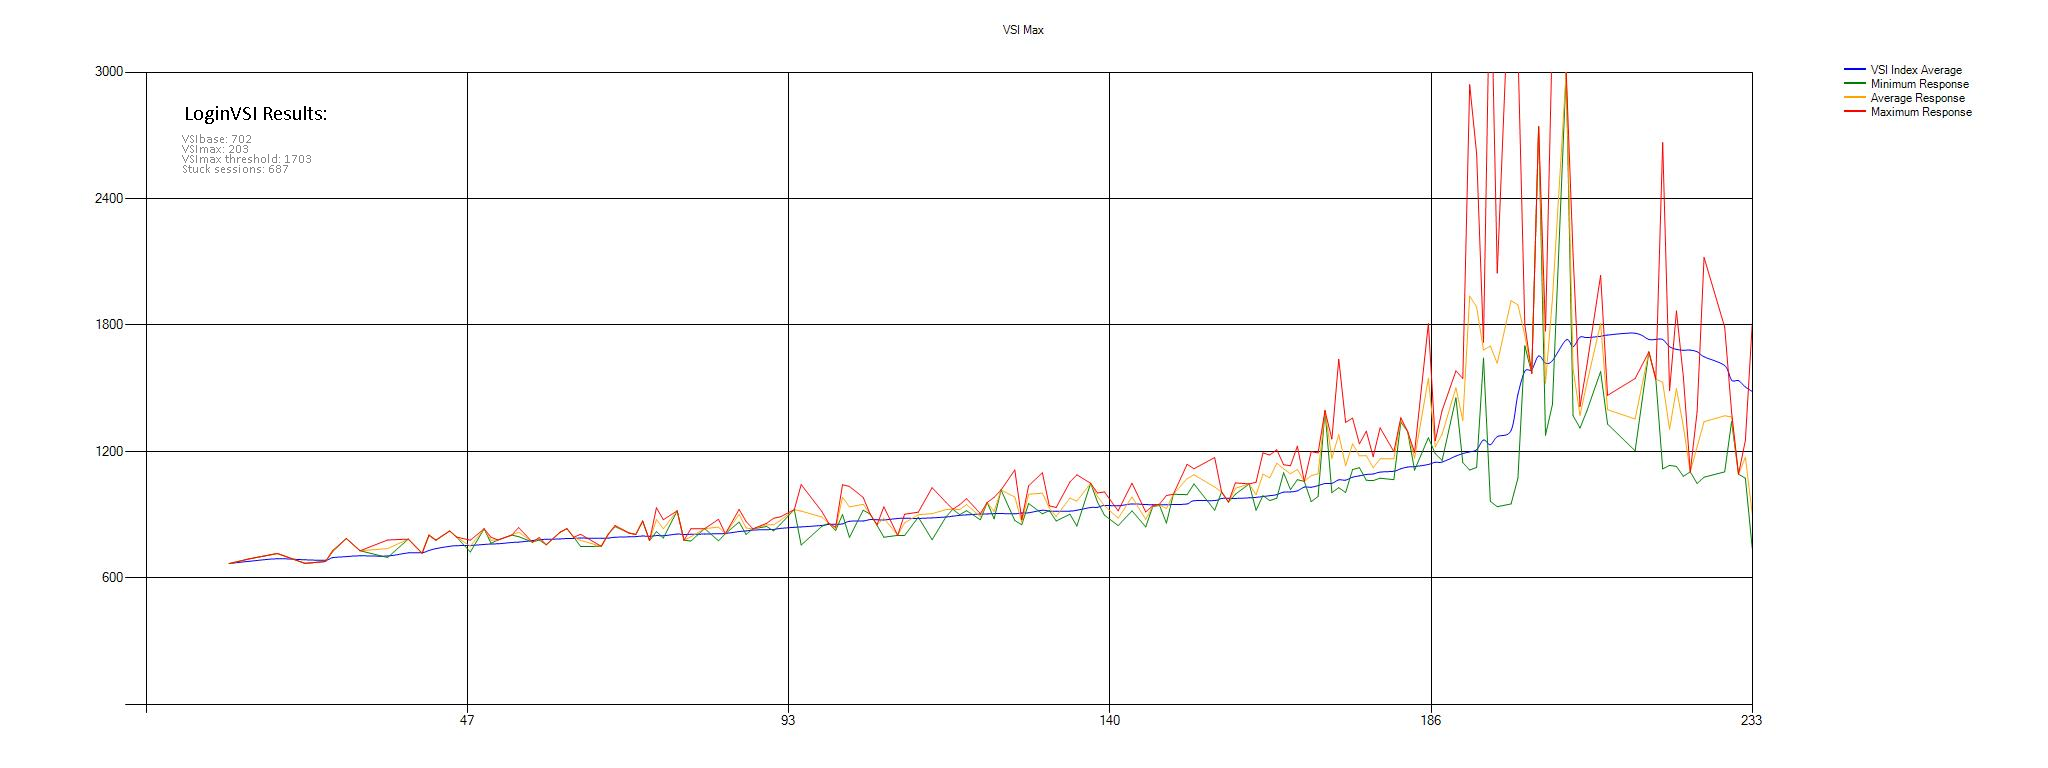 VSI Max
3000
2400
1800
1200
600
LoginVSI Results:
VSIbase: 702
VSImax: 203
VSImax threshold: 1703
Stuck sessions: 687
VSI Index Average
Minimum Response
Average Response
Maximum Response
47
93
140
186
233